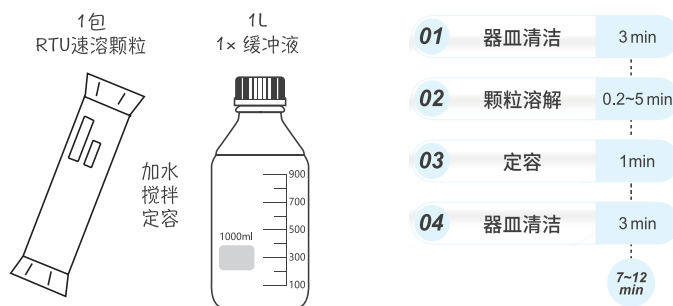 1包
RTU速溶颗粒
1L
1× 缓冲液
加水
搅拌
定容
1000ml
900
700
500
300
100
01 器皿清洁 3 min
02 颗粒溶解 0.2~5 min
03 定容 1min
04 器皿清洁 3 min
7~12
min